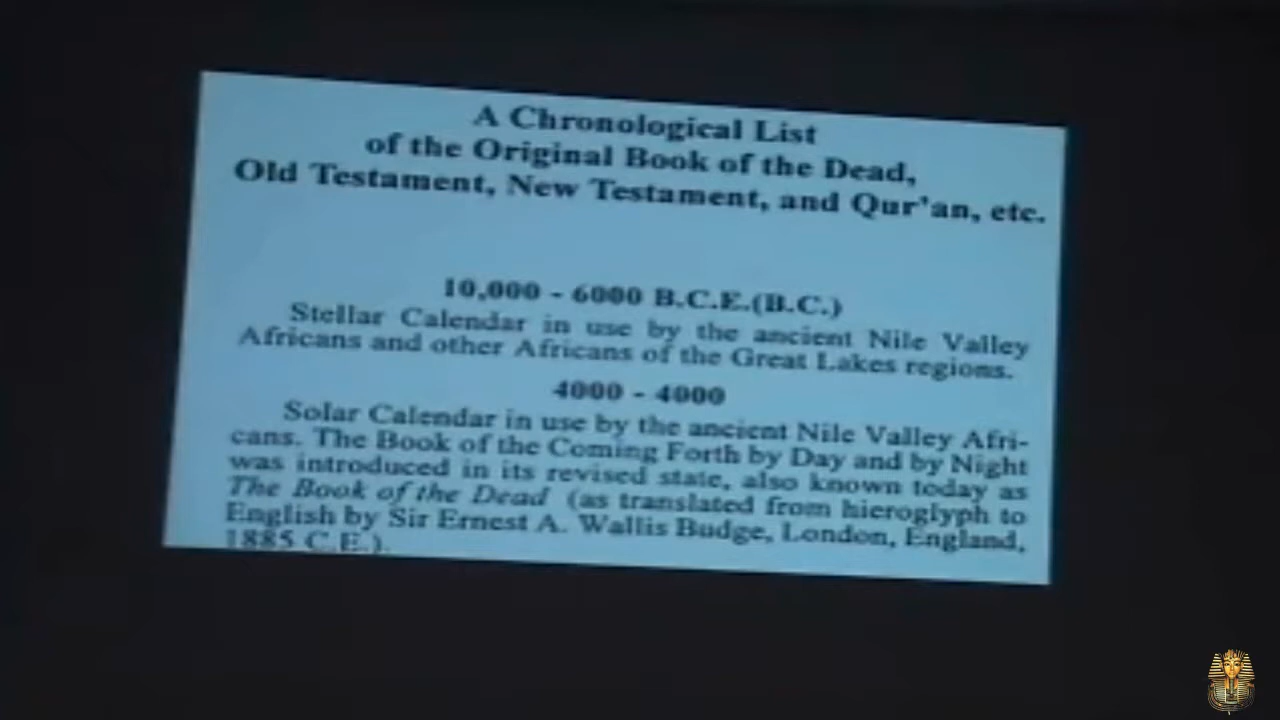 A Chronological List
of the Original Book of the Dead,
Old Testament, New Testament, and Qur'an, etc.
10,000 - 6000 B.C.E.(B.C.)
Stellar Calendar in use by the ancient Nile Valley
Africans and other Africans of the Great Lakes regions.
4000 - 4000
Solar Calendar in use by the ancient Nile Valley Afri-
cans. The Book of the Coming Forth by Day and by Night
was introduced in its revised state, also known today as
The Book of the Dead (as translated from hieroglyph to
English by Sir Ernest A. Wallis Budge, London, England,
1885 C.E.).